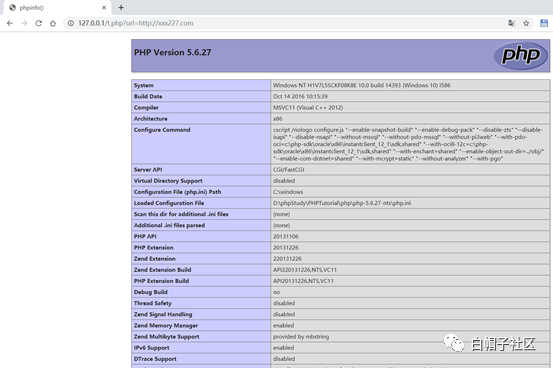 phpinfo()
127.0.0.1/t.php?url=http://xxx227.com
PHP Version 5.6.27
php
System Windows NT H1V7L5SCKF08K8E 10.0 build 14393 (Windows 10) i586
Build Date Oct 14 2016 10:15:39
Compiler MSVC11 (Visual C++ 2012)
Architecture x86
Configure Command cscript /nologo configure.js "--enable-snapshot-build" "--enable-debug-pack" "--disable-zts" "--disable-isapi" "--disable-nsapi" "--without-mssql" "--without-pdo-mssql" "--without-pi3web" "--with-pdo-oci=c:\php-sdk\oracle\x86\instantclient_12_1\sdk,shared" "--with-oci8-12c=c:\php-sdk\oracle\x86\instantclient_12_1\sdk,shared" "--with-enchant=shared" "--enable-object-out-dir=../obj/" "--enable-com-dotnet=shared" "--with-mcrypt=static" "--without-analyzer" "--with-pgo"
Server API CGI/FastCGI
Virtual Directory Support disabled
Configuration File (php.ini) Path C:\windows
Loaded Configuration File D:\phpStudy\PHPTutorial\php\php-5.6.27-nts\php.ini
Scan this dir for additional .ini files (none)
Additional .ini files parsed (none)
PHP API 20131106
PHP Extension 20131226
Zend Extension 220131226
Zend Extension Build API220131226,NTS,VC11
PHP Extension Build API20131226,NTS,VC11
Debug Build no
Thread Safety disabled
Zend Signal Handling disabled
Zend Memory Manager enabled
Zend Multibyte Support provided by mbstring
IPv6 Support enabled
DTrace Support disabled
白帽子社区